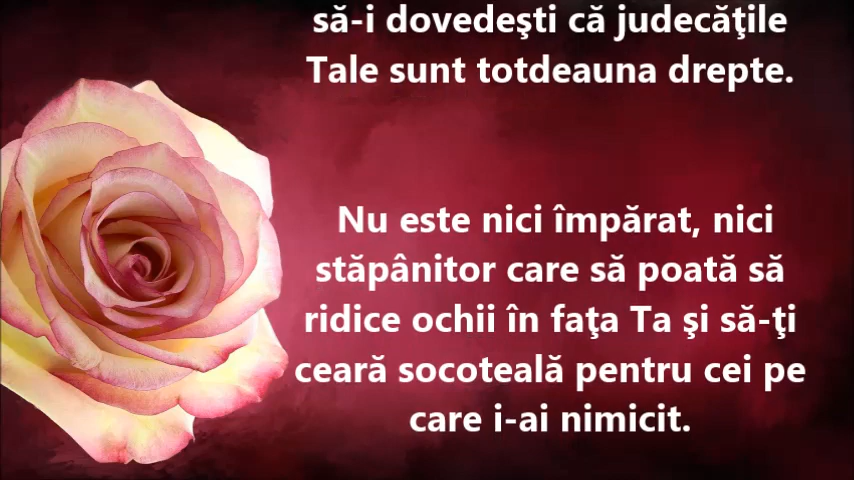 să-i dovedeşti că judecăţile
Tale sunt totdeauna drepte.
Nu este nici împărat, nici
stăpânitor care să poată să
ridice ochii în faţa Ta şi să-ţi
ceară socoteală pentru cei pe
care i-ai nimicit.